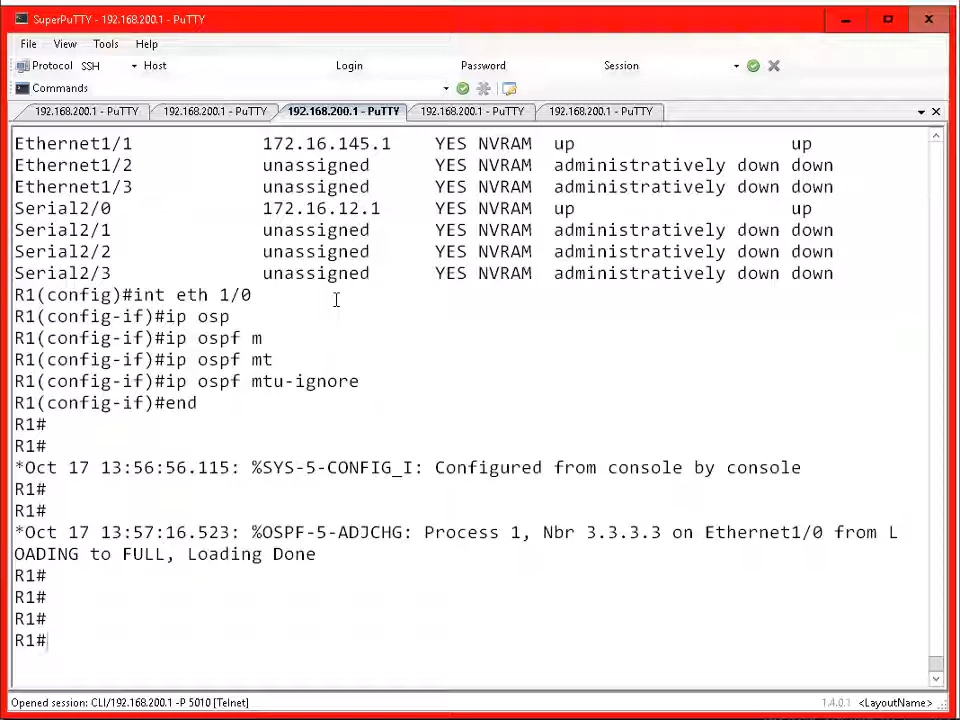 SuperPuTTY - 192.168.200.1 - PuTTY
File View Tools Help
Protocol SSH Host Login Password Session
Commands
192.168.200.1 - PuTTY 192.168.200.1 - PuTTY 192.168.200.1 - PuTTY 192.168.200.1 - PuTTY 192.168.200.1 - PuTTY
Ethernet1/1 172.16.145.1 YES NVRAM up up
Ethernet1/2 unassigned YES NVRAM administratively down down
Ethernet1/3 unassigned YES NVRAM administratively down down
Serial2/0 172.16.12.1 YES NVRAM up up
Serial2/1 unassigned YES NVRAM administratively down down
Serial2/2 unassigned YES NVRAM administratively down down
Serial2/3 unassigned YES NVRAM administratively down down
R1(config)#int eth 1/0
R1(config-if)#ip osp
R1(config-if)#ip ospf m
R1(config-if)#ip ospf mt
R1(config-if)#ip ospf mtu-ignore
R1(config-if)#end
R1#
R1#
*Oct 17 13:56:56.115: %SYS-5-CONFIG_I: Configured from console by console
R1#
R1#
*Oct 17 13:57:16.523: %OSPF-5-ADJCHG: Process 1, Nbr 3.3.3.3 on Ethernet1/0 from L
OADING to FULL, Loading Done
R1#
R1#
R1#
R1#
Opened session: CLI/192.168.200.1 -P 5010 [Telnet] 1.4.0.1 <LayoutName>